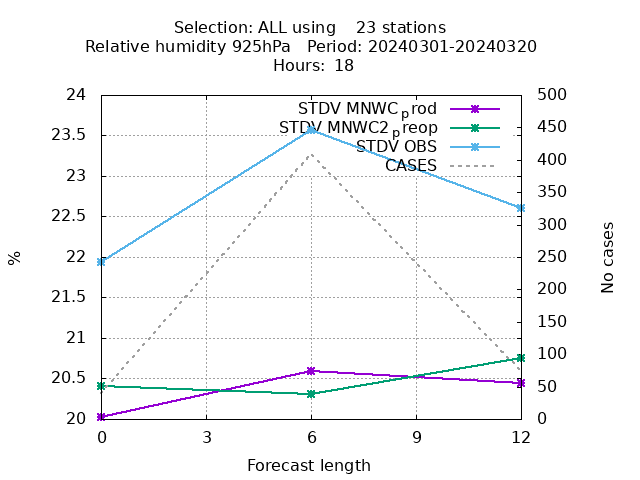 Selection: ALL using 23 stations
Relative humidity 925hPa Period: 20240301-20240320
Hours: 18
24 500
STDV MNWC_prod
23.5 450
STDV MNWC2_preop
STDV OBS
23 400
CASES
350
22.5
300
22 250
% No cases
200
21.5
150
21
100
20.5 50
20 0
0 3 6 9 12
Forecast length